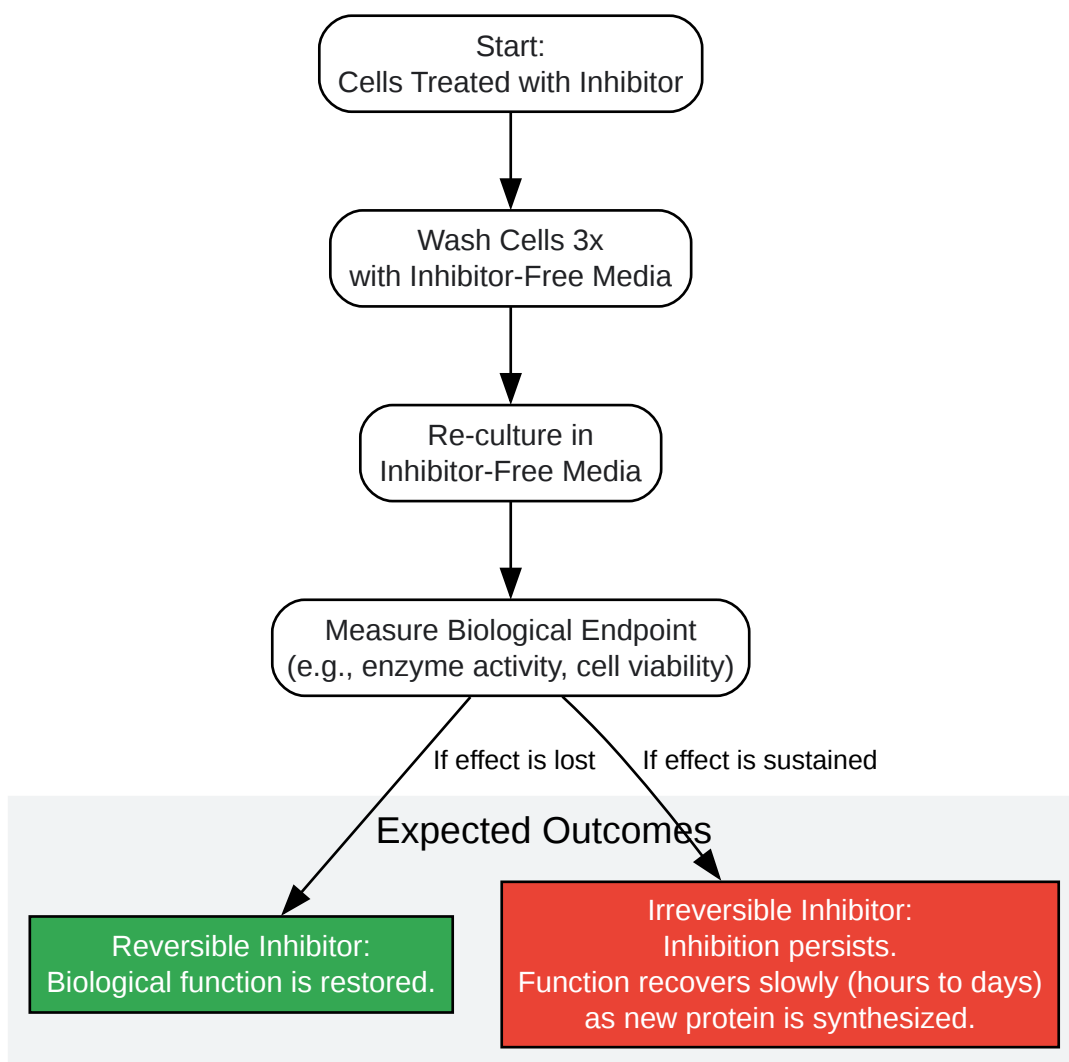 Start:
Cells Treated with Inhibitor
Wash Cells 3x
with Inhibitor-Free Media
Re-culture in
Inhibitor-Free Media
Measure Biological Endpoint
(e.g., enzyme activity, cell viability)
If effect is lost
If effect is sustained
Expected Outcomes
Reversible Inhibitor:
Biological function is restored.
Irreversible Inhibitor:
Inhibition persists.
Function recovers slowly (hours to days)
as new protein is synthesized.